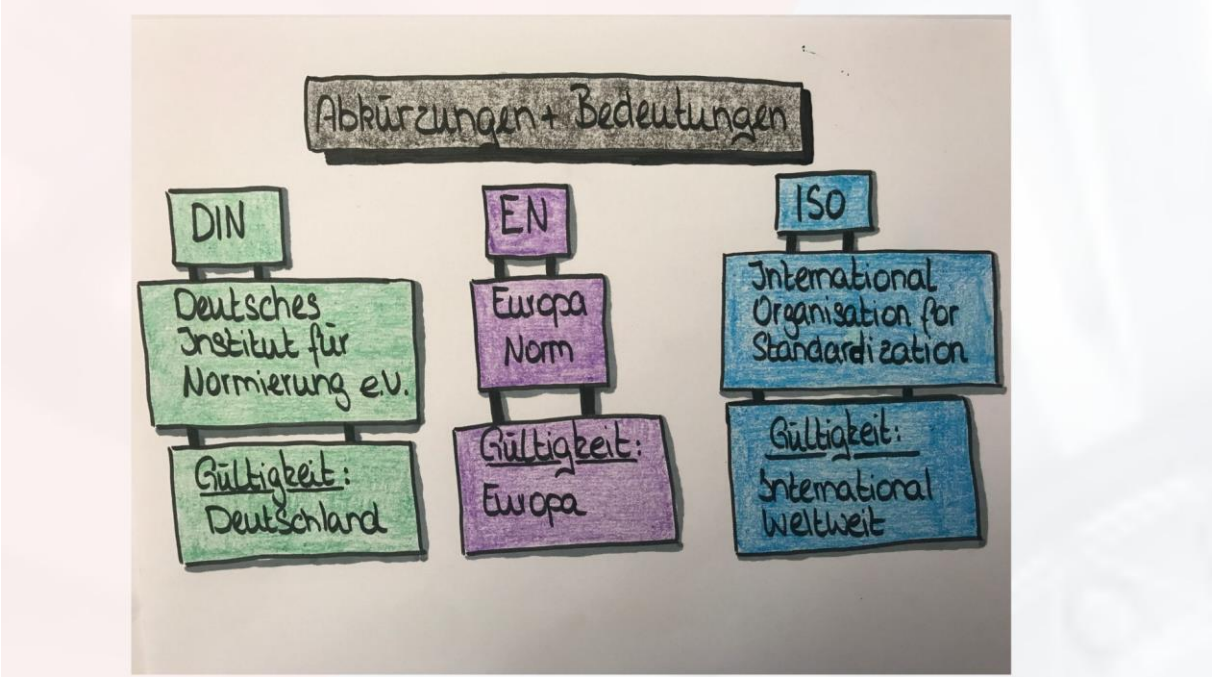 Abkürzungen + Bedeutungen
DIN
Deutsches
Institut für
Normierung e.V.
Gültigkeit:
Deutschland
EN
Europa
Norm
Gültigkeit:
Europa
ISO
International
Organisation for
Standardization
Gültigkeit:
International
Weltweit